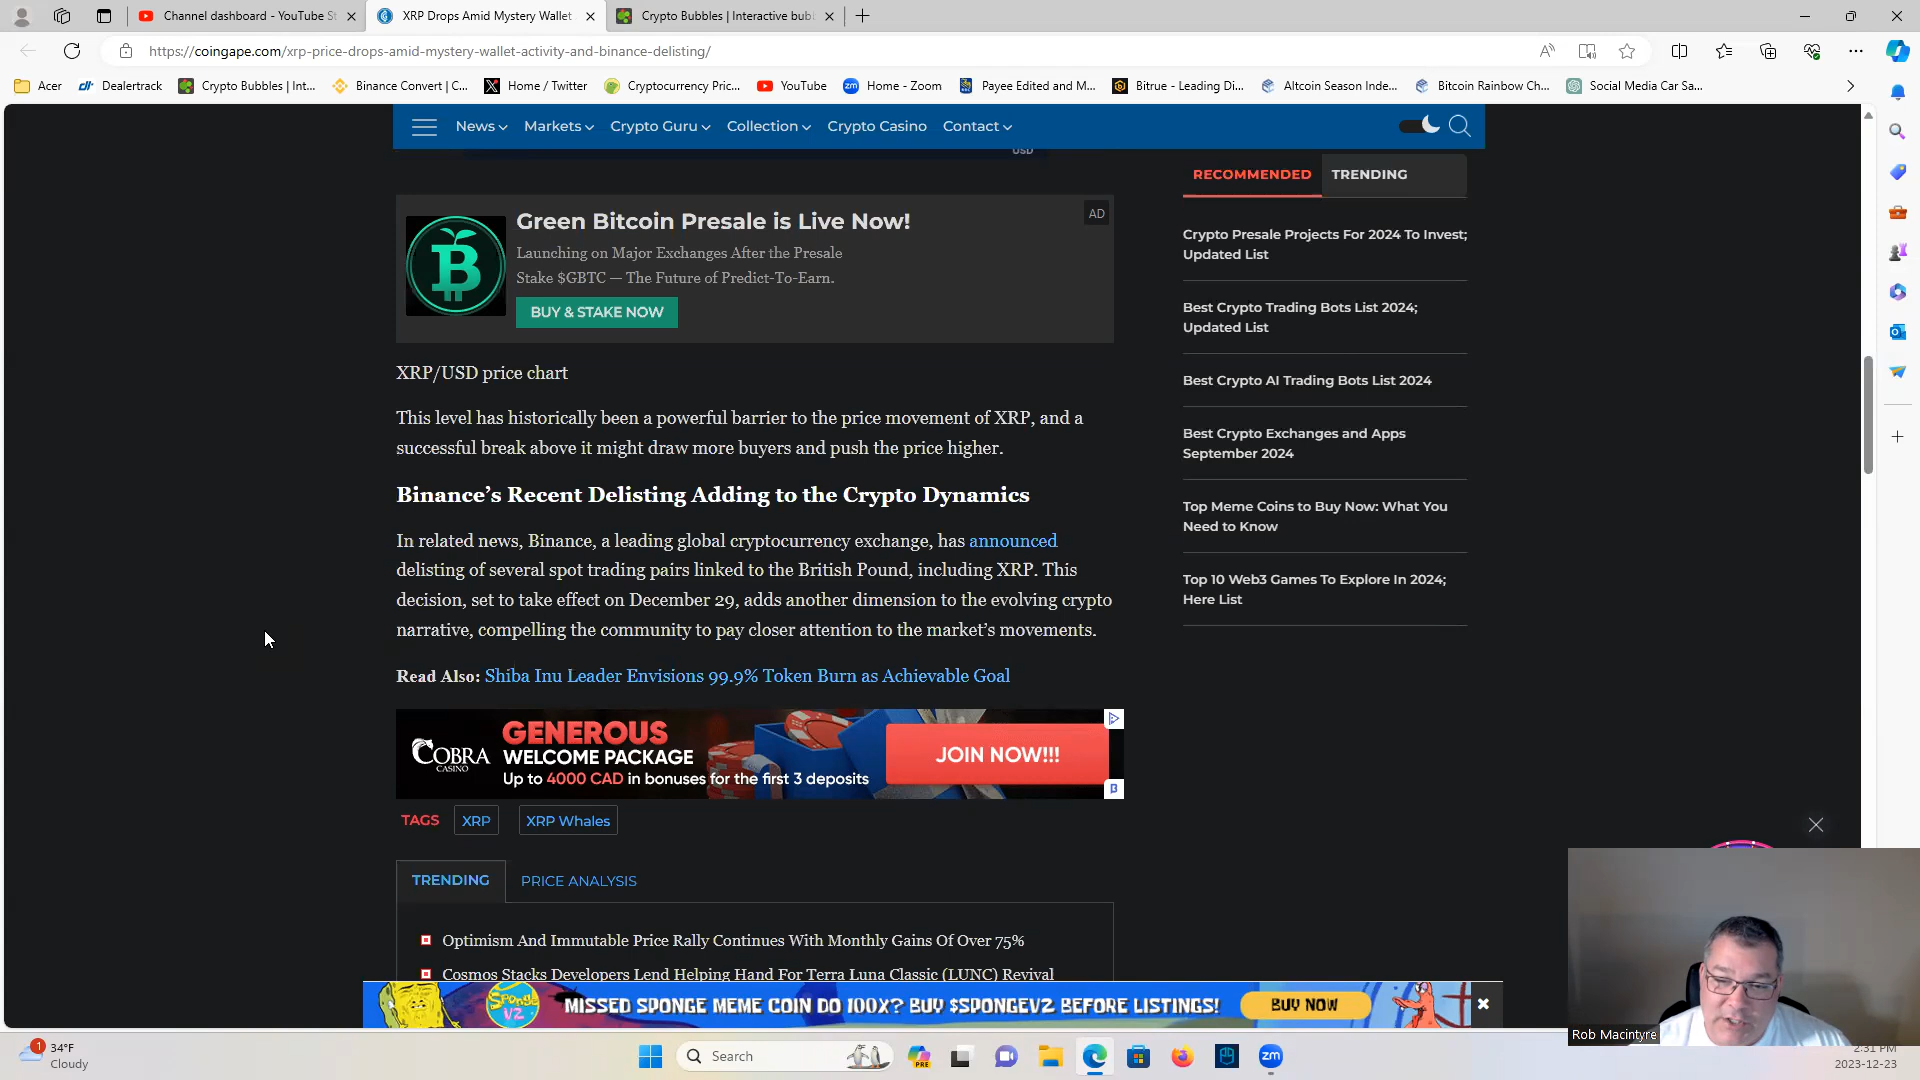 Channel dashboard - YouTube St
XRP Drops Amid Mystery Wallet
Crypto Bubbles | Interactive bubb
https://coingape.com/xrp-price-drops-amid-mystery-wallet-activity-and-binance-delisting/
Acer
Dealertrack
Crypto Bubbles | Int...
Binance Convert | C...
Home / Twitter
Cryptocurrency Pric...
YouTube
Home - Zoom
Payee Edited and M...
Bitrue - Leading Di...
Altcoin Season Inde...
Bitcoin Rainbow Ch...
Social Media Car Sa...
News
Markets
Crypto Guru
Collection
Crypto Casino
Contact
USD
Green Bitcoin Presale is Live Now!
AD
Launching on Major Exchanges After the Presale
Stake $GBTC — The Future of Predict-To-Earn.
BUY & STAKE NOW
XRP/USD price chart
This level has historically been a powerful barrier to the price movement of XRP, and a
successful break above it might draw more buyers and push the price higher.
Binance's Recent Delisting Adding to the Crypto Dynamics
In related news, Binance, a leading global cryptocurrency exchange, has announced
delisting of several spot trading pairs linked to the British Pound, including XRP. This
decision, set to take effect on December 29, adds another dimension to the evolving crypto
narrative, compelling the community to pay closer attention to the market's movements.
Read Also: Shiba Inu Leader Envisions 99.9% Token Burn as Achievable Goal
COBRA
CASINO
GENEROUS
WELCOME PACKAGE
Up to 4000 CAD in bonuses for the first 3 deposits
JOIN NOW!!!
TAGS
XRP
XRP Whales
TRENDING
PRICE ANALYSIS
Optimism And Immutable Price Rally Continues With Monthly Gains Of Over 75%
Cosmos Stacks Developers Lend Helping Hand For Terra Luna Classic (LUNC) Revival
RECOMMENDED
TRENDING
Crypto Presale Projects For 2024 To Invest;
Updated List
Best Crypto Trading Bots List 2024;
Updated List
Best Crypto AI Trading Bots List 2024
Best Crypto Exchanges and Apps
September 2024
Top Meme Coins to Buy Now: What You
Need to Know
Top 10 Web3 Games To Explore In 2024;
Here List
SPONGE
V2
MISSED SPONGE MEME COIN DO 100X? BUY $SPONGEV2 BEFORE LISTINGS!
BUY NOW
Rob Macintyre
1
34°F
Cloudy
Search
PRE
zm
2:31 PM
2023-12-23